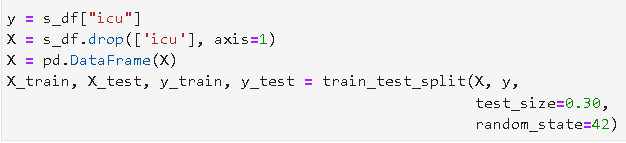 y = s_df["icu"]
X = s_df.drop(['icu'], axis=1)
X = pd.DataFrame(X)
X_train, X_test, y_train, y_test = train_test_split(X, y,
test_size=0.30,
random_state=42)